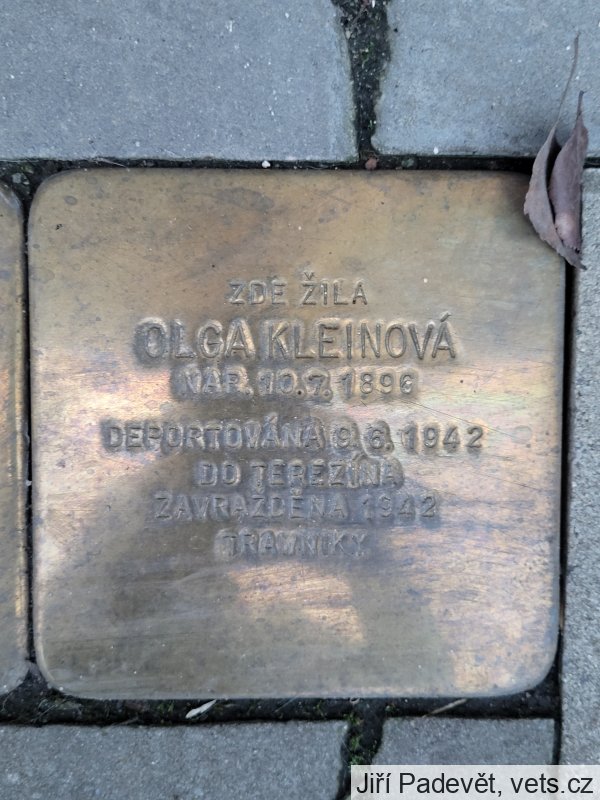 ZDE ŽILA
OLGA KLEINOVÁ
NAR. 10.7. 1896
DEPORTOVÁNA 9.6. 1942
DO TEREZÍNA
ZAVRAŽDĚNA 1942
TRAVNIKY
Jiří Padevět, vets.cz